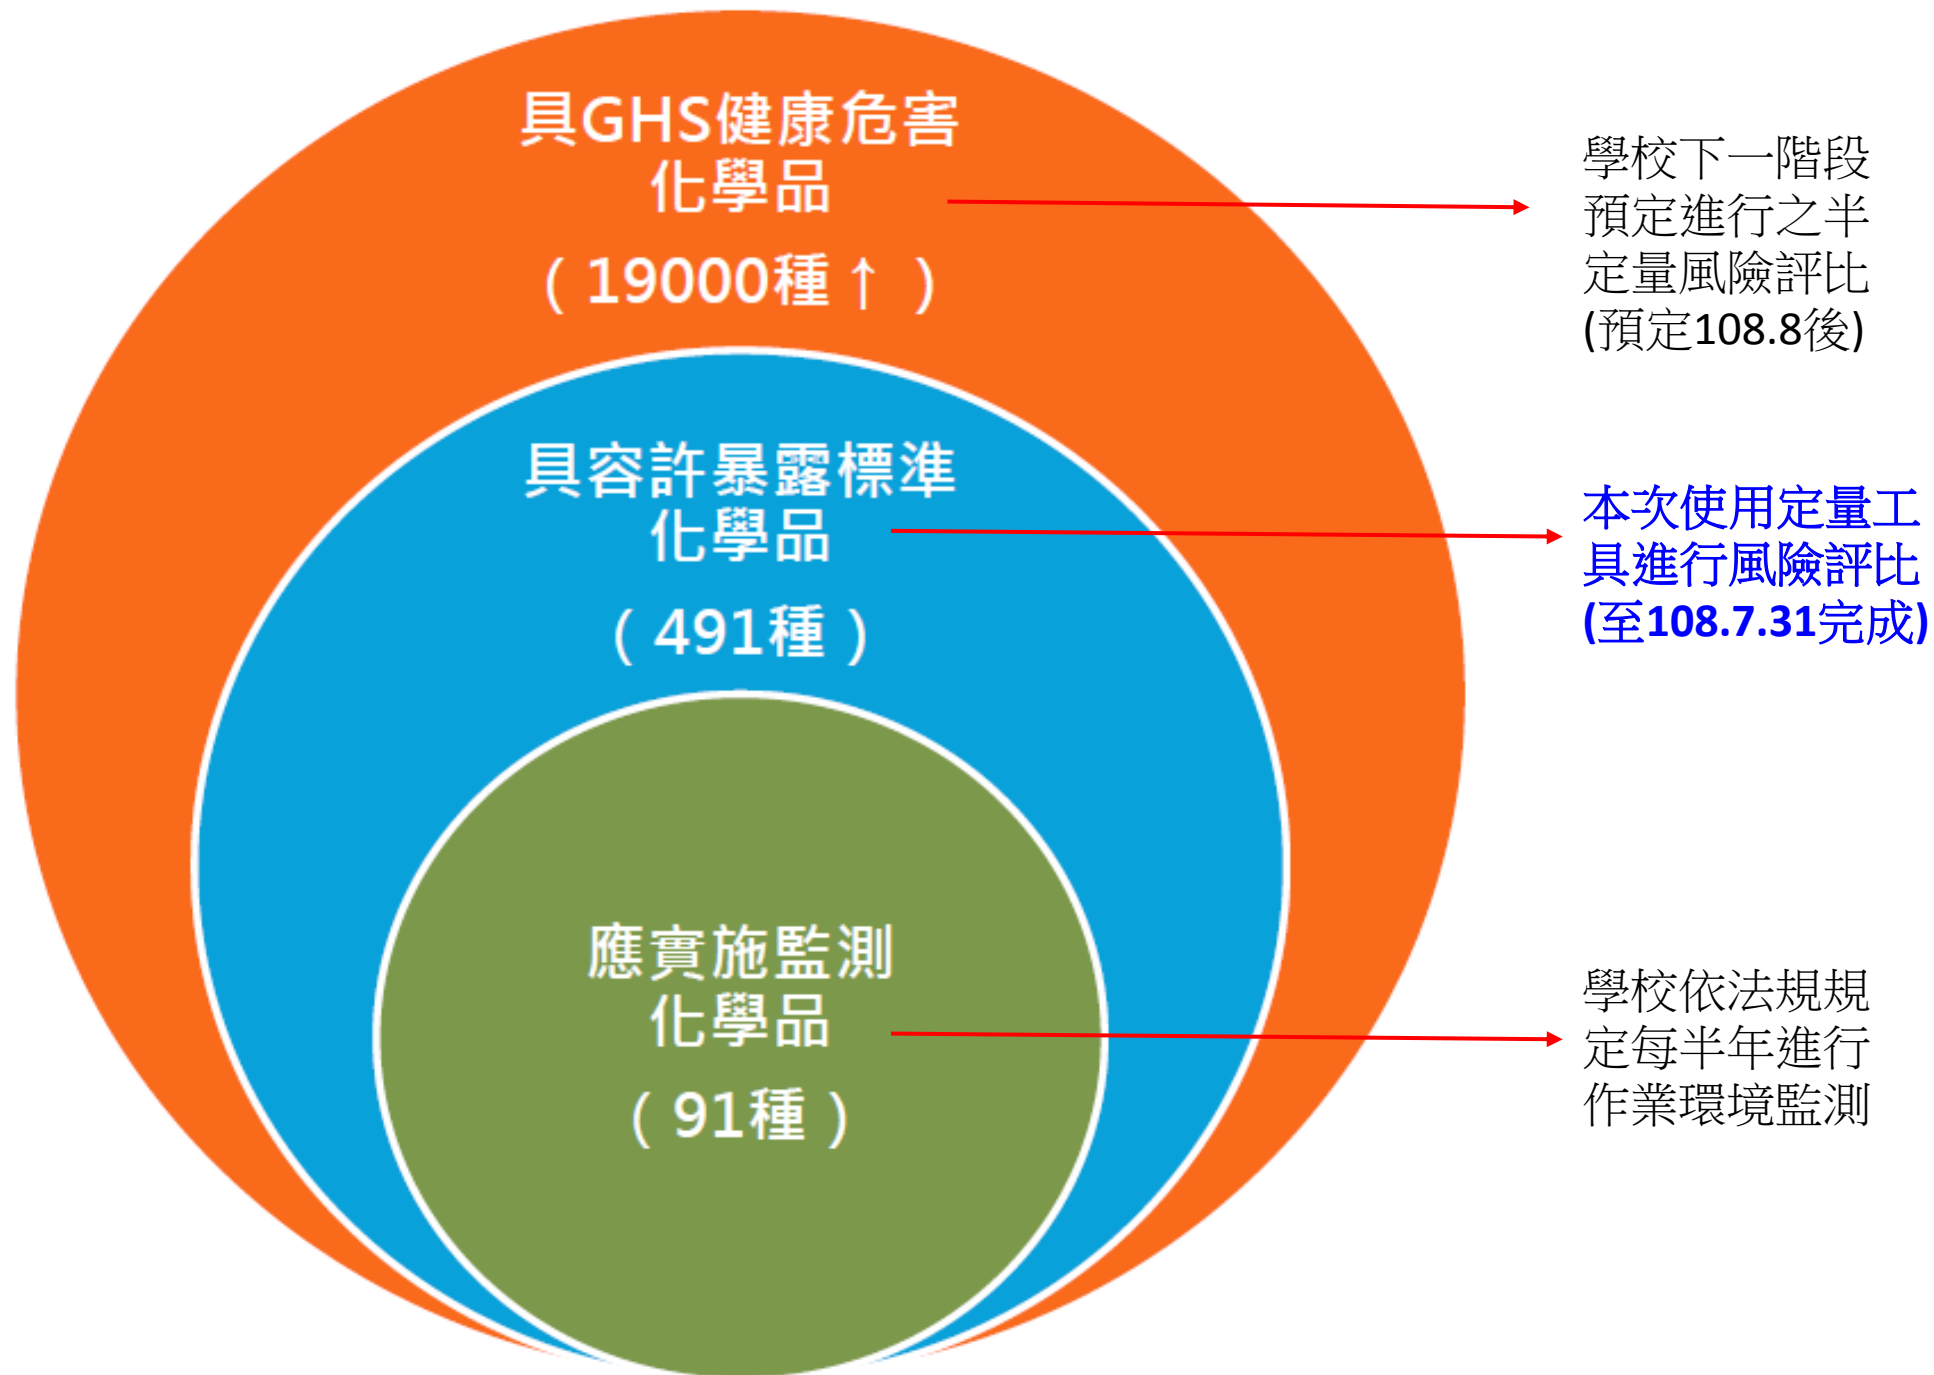 具GHS健康危害
化學品
（19000種↑ ）
學校下一階段
預定進行之半
定量風險評比
(預定108.8後)
具容許暴露標準
化學品
（491種）
本次使用定量工
具進行風險評比
(至108.7.31完成)
應實施監測
化學品
（91種）
學校依法規規
定每半年進行
作業環境監測